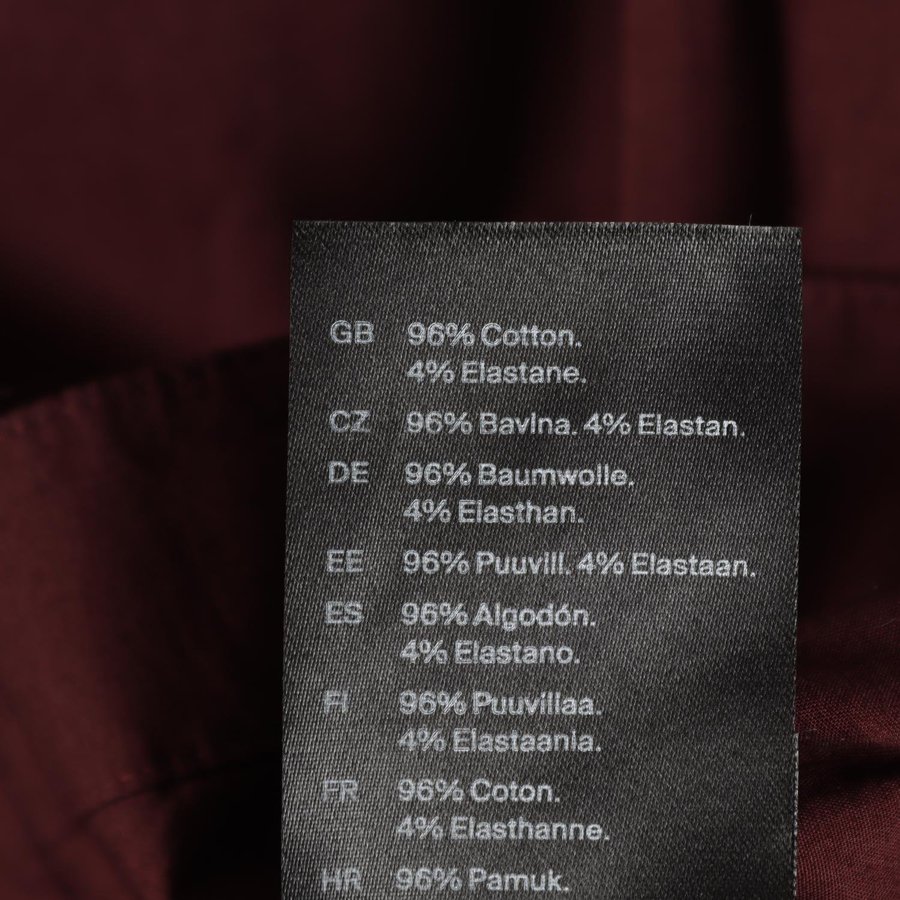 GB 96% Cotton.
4% Elastane.
CZ 96% Bavlna. 4% Elastan.
DE 96% Baumwolle.
4% Elasthan.
EE 96% Puuvill. 4% Elastaan.
ES 96% Algodón.
4% Elastano.
FI 96% Puuvillaa.
4% Elastaania.
FR 96% Coton.
4% Elasthanne.
HR 96% Pamuk.